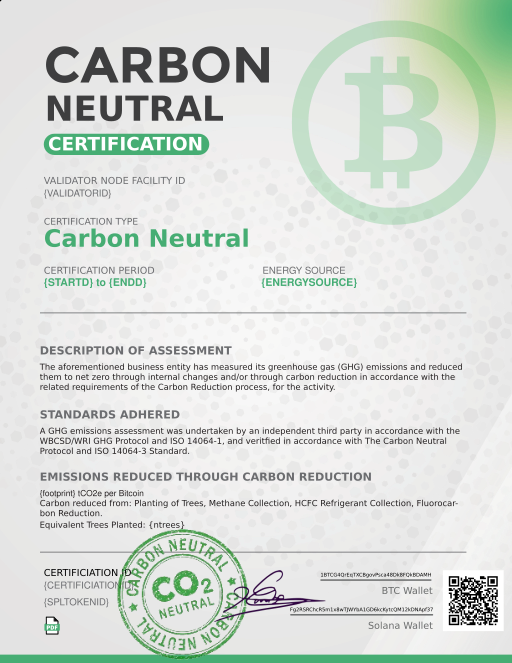 CARBON
NEUTRAL
CERTIFICATION
VALIDATOR NODE FACILITY ID
{VALIDATORID}
CERTIFICATION TYPE
Carbon Neutral
CERTIFICATION PERIOD
{STARTD} to {ENDD}
ENERGY SOURCE
{ENERGYSOURCE}
DESCRIPTION OF ASSESSMENT
The aforementioned business entity has measured its greenhouse gas (GHG) emissions and reduced
them to net zero through internal changes and/or through carbon reduction in accordance with the
related requirements of the Carbon Reduction process, for the activity.
STANDARDS ADHERED
A GHG emissions assessment was undertaken by an independent third party in accordance with the
WBCSD/WRI GHG Protocol and ISO 14064-1, and veritfied in accordance with The Carbon Neutral
Protocol and ISO 14064-3 Standard.
EMISSIONS REDUCED THROUGH CARBON REDUCTION
{footprint} tCO2e per Bitcoin
Carbon reduced from: Planting of Trees, Methane Collection, HCFC Refrigerant Collection, Fluorocar-
bon Reduction.
Equivalent Trees Planted: {ntrees}
CERTIFICIATION ID
{CERTIFICIATIONID}
{SPLTOKENID}
CARBON NEUTRAL
CO2
NEUTRAL
CARBON NEUTRAL
BTC Wallet
Solana Wallet